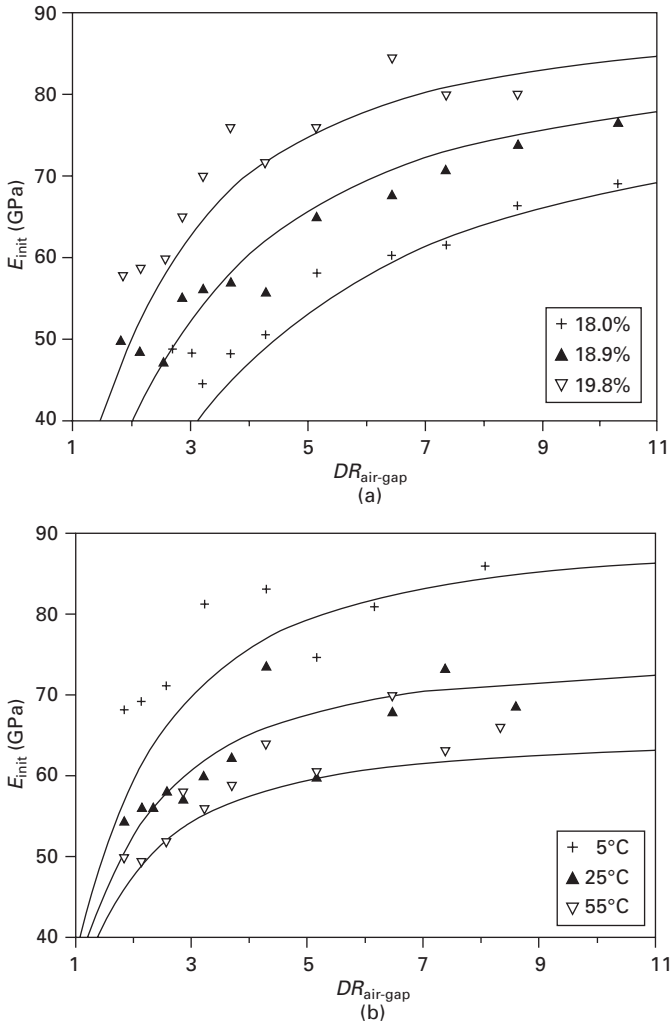 90
80
70
60
50
40
E_init (GPa)
+ 18.0%
▲ 18.9%
▽ 19.8%
1 3 5 7 9 11
DR_air-gap
(a)
90
80
70
60
50
40
E_init (GPa)
+ 5°C
▲ 25°C
▽ 55°C
1 3 5 7 9 11
DR_air-gap
(b)